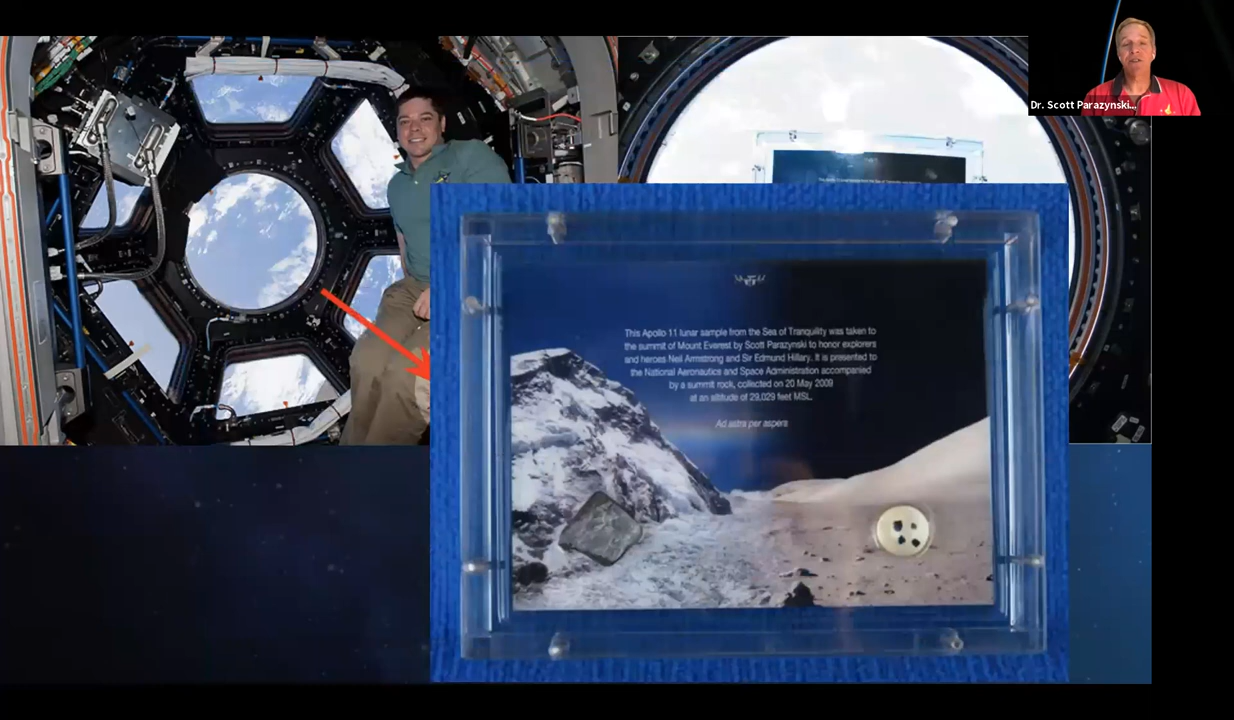 Dr. Scott Parazynski...
This Apollo 11 lunar sample from the Sea of Tranquility was taken to
the summit of Mount Everest by Scott Parazynski to honor explorers
and heroes Neil Armstrong and Sir Edmund Hillary. It is presented to
the National Aeronautics and Space Administration accompanied
by a summit rock, collected on 20 May 2009
at an altitude of 29,029 feet MSL.
Ad astra per aspera